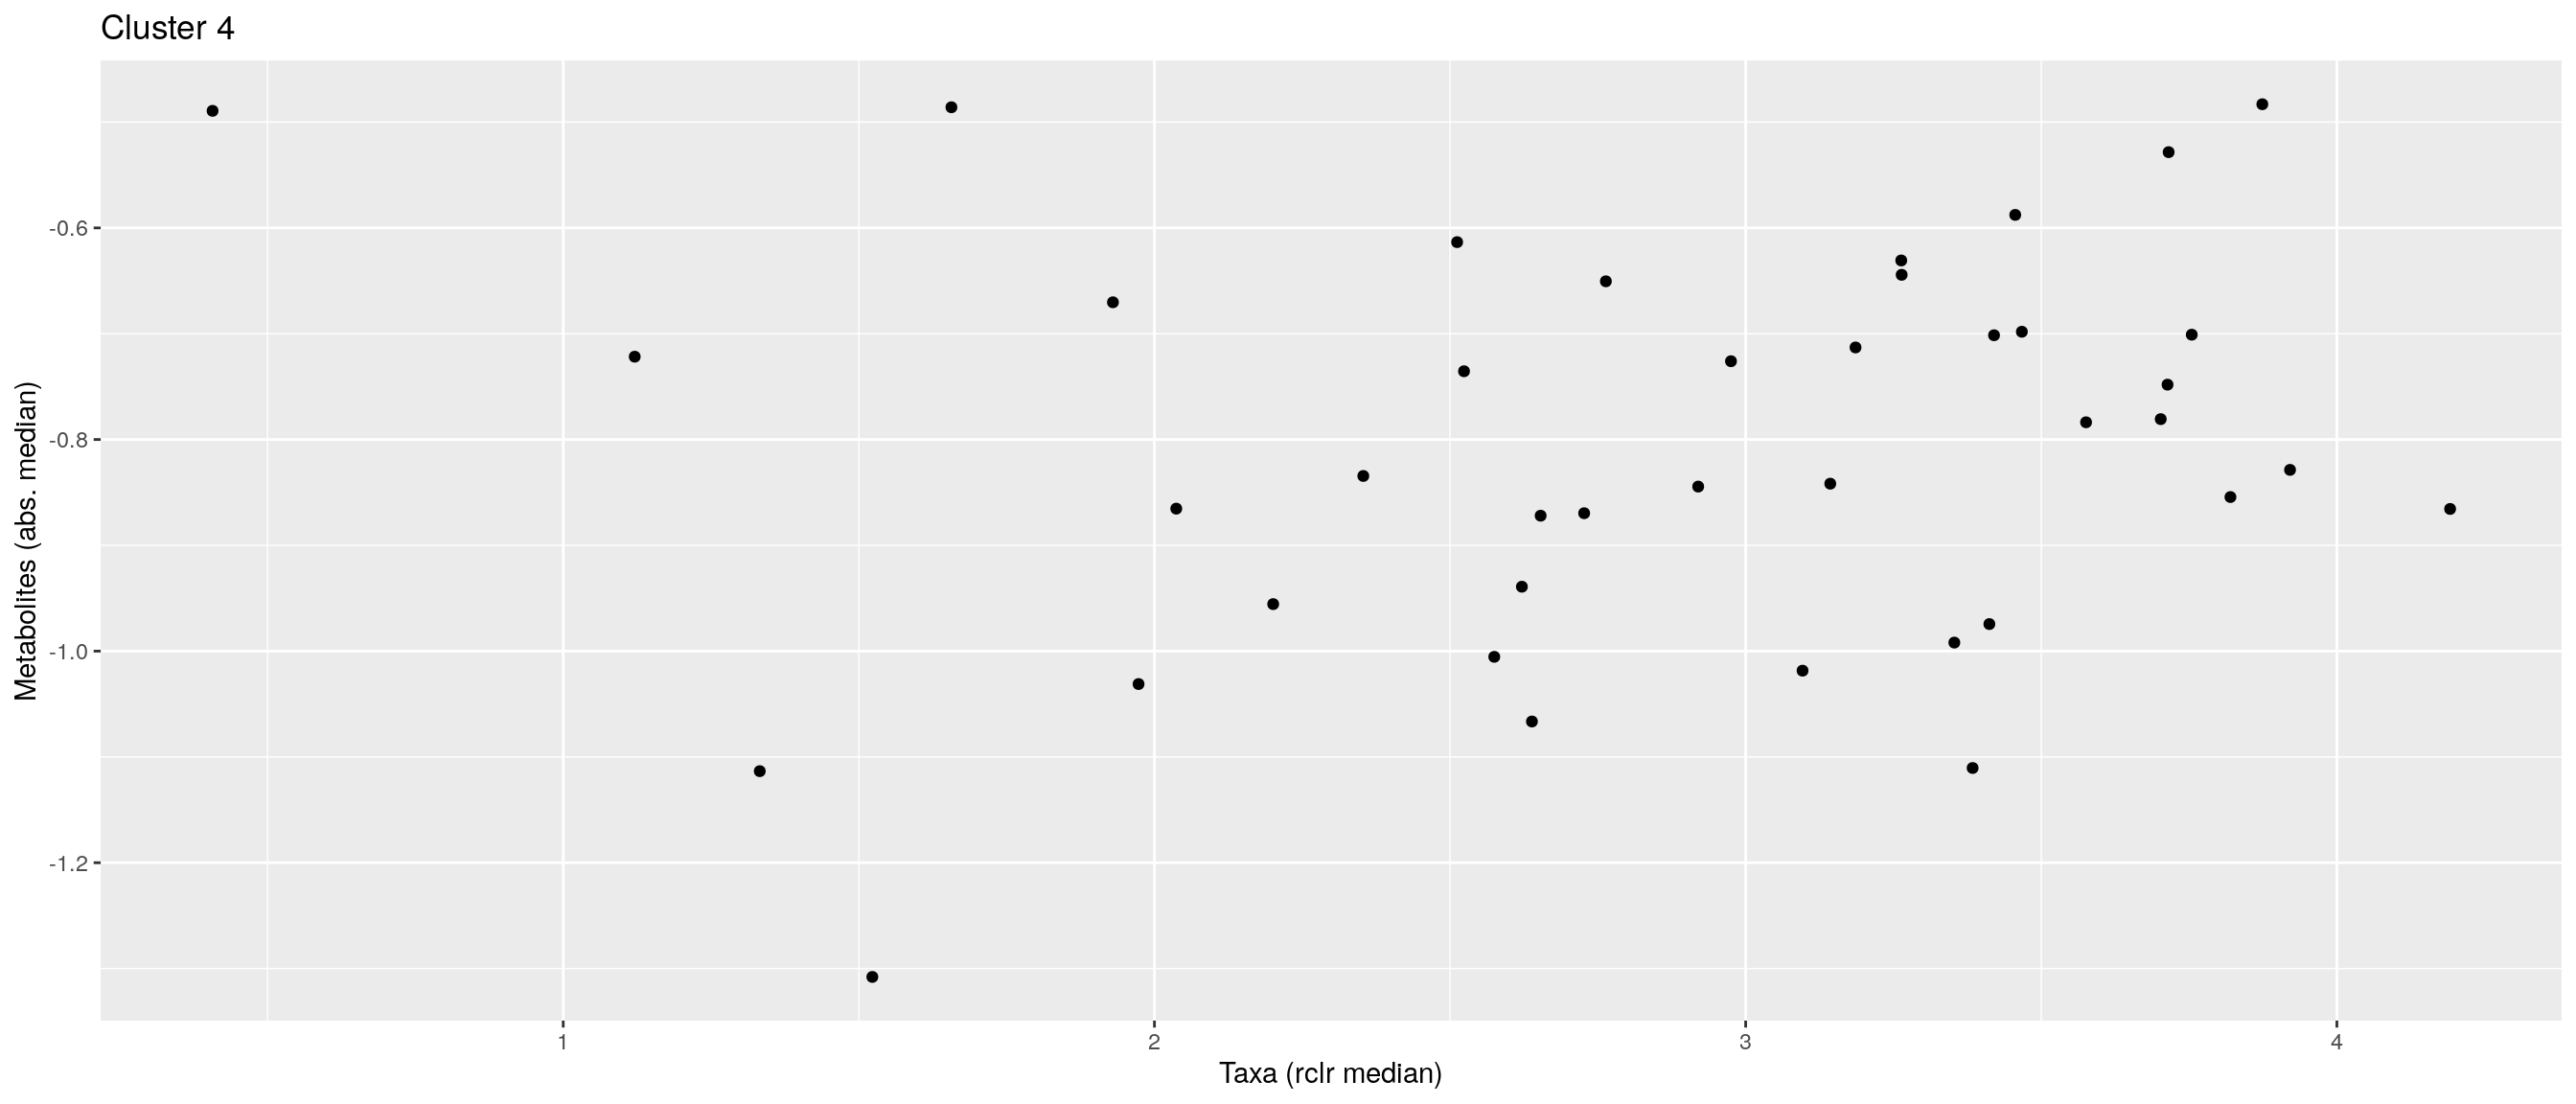 Cluster 4
Metabolites (abs. median)
-0.6
-0.8
-1.0
-1.2
1 2 3 4
Taxa (rclr median)